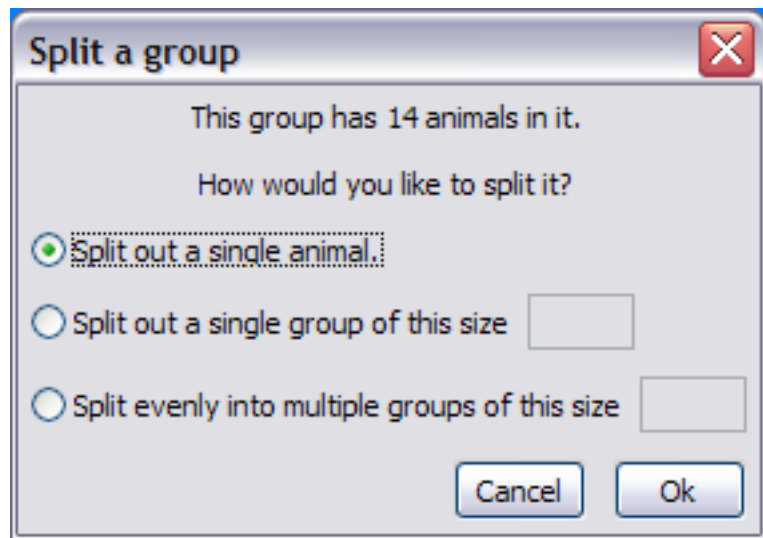 Split a group
This group has 14 animals in it.
How would you like to split it?
Split out a single animal.
Split out a single group of this size
Split evenly into multiple groups of this size
Cancel Ok